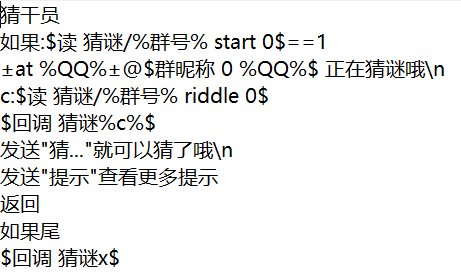 猜干员
如果:$读 猜谜/%群号% start 0$==1
±at %QQ%±@$群昵称 0 %QQ%$ 正在猜谜哦\n
c:$读 猜谜/%群号% riddle 0$
$回调 猜谜%c%$
发送"猜..."就可以猜了哦\n
发送"提示"查看更多提示
返回
如果尾
$回调 猜谜x$